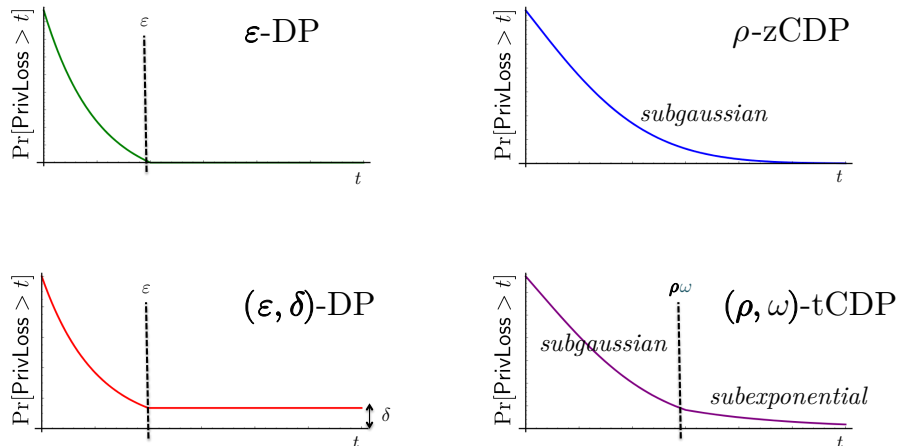 ε
ε-DP
Pr[PrivLoss > t]
t
ρ-zCDP
Pr[PrivLoss > t]
subgaussian
t
ε
(ε, δ)-DP
Pr[PrivLoss > t]
δ
t
ρω
(ρ, ω)-tCDP
Pr[PrivLoss > t]
subgaussian
subexponential
t